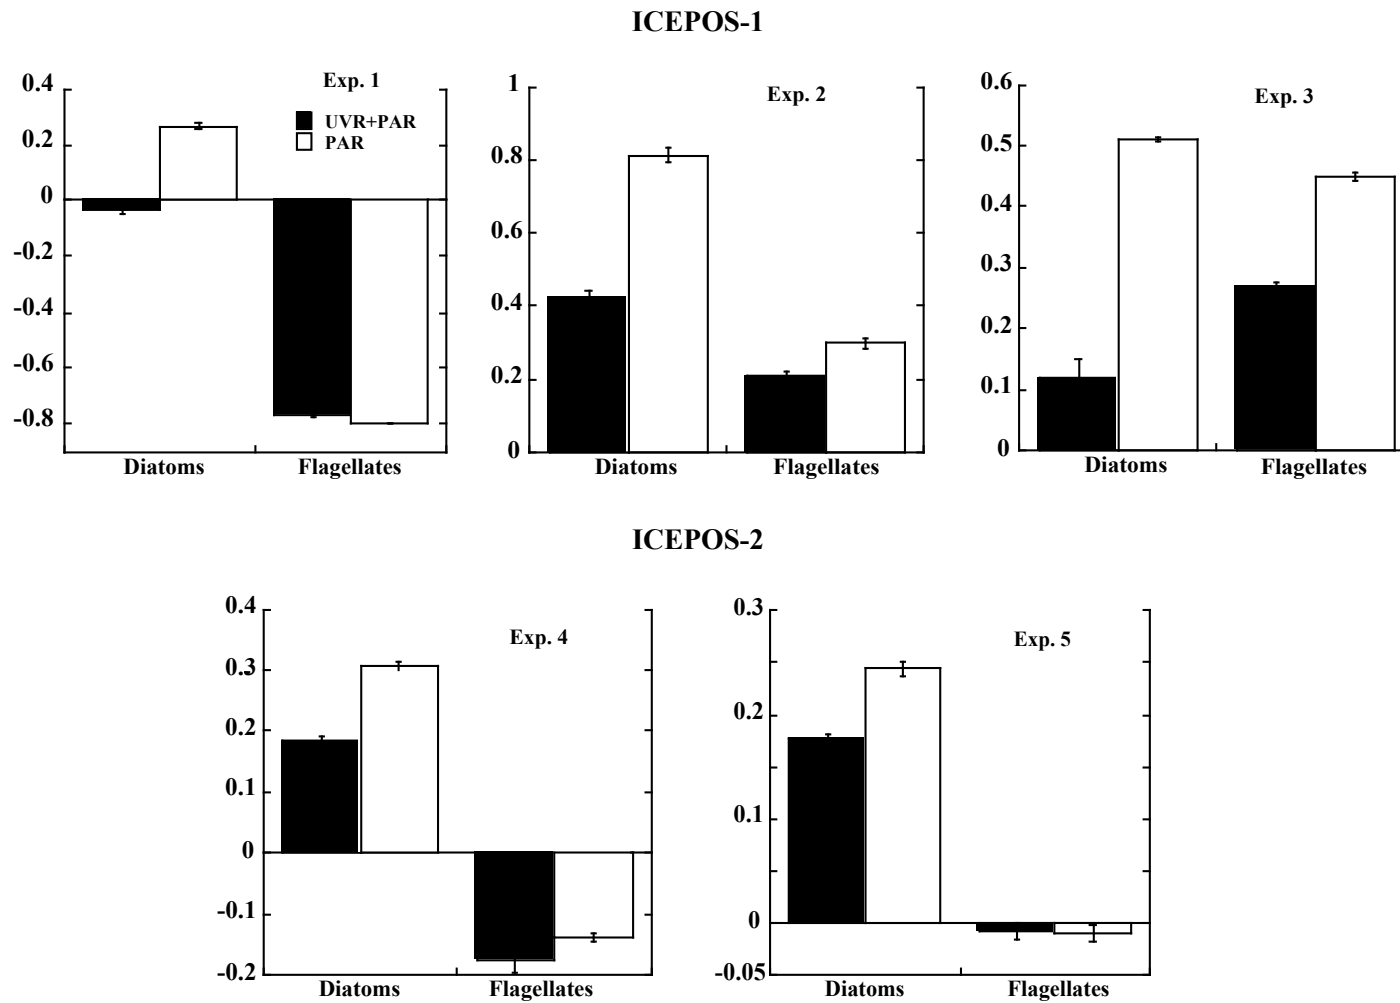 ICEPOS-1
Exp. 1
UVR+PAR
PAR
0.4
0.2
0
-0.2
-0.4
-0.6
-0.8
Diatoms Flagellates
Exp. 2
1
0.8
0.6
0.4
0.2
0
Diatoms Flagellates
Exp. 3
0.6
0.5
0.4
0.3
0.2
0.1
0
Diatoms Flagellates
ICEPOS-2
Exp. 4
0.4
0.3
0.2
0.1
0
-0.1
-0.2
Diatoms Flagellates
Exp. 5
0.3
0.2
0.1
0
-0.05
Diatoms Flagellates